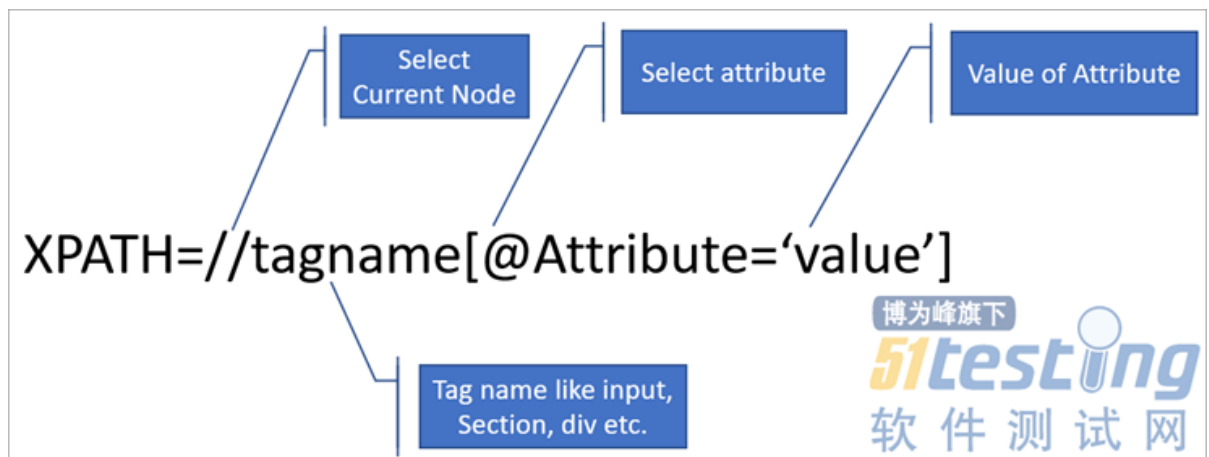 Select
Current Node
Select attribute
Value of Attribute
XPATH=//tagname[@Attribute=‘value’]
Tag name like input,
Section, div etc.
博为峰旗下
51testing
软件测试网